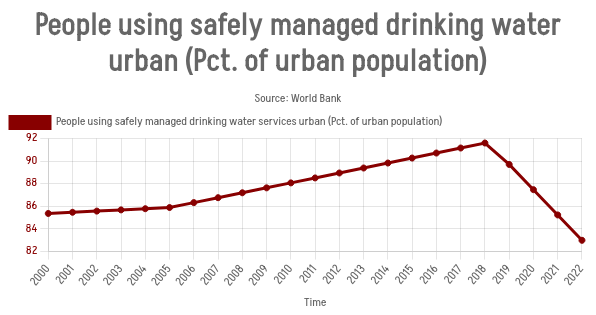 People using safely managed drinking water
urban (Pct. of urban population)
Source: World Bank
People using safely managed drinking water services urban (Pct. of urban population)
92
90
88
86
84
82
2000 2001 2002 2003 2004 2005 2006 2007 2008 2009 2010 2011 2012 2013 2014 2015 2016 2017 2018 2019 2020 2021 2022
Time